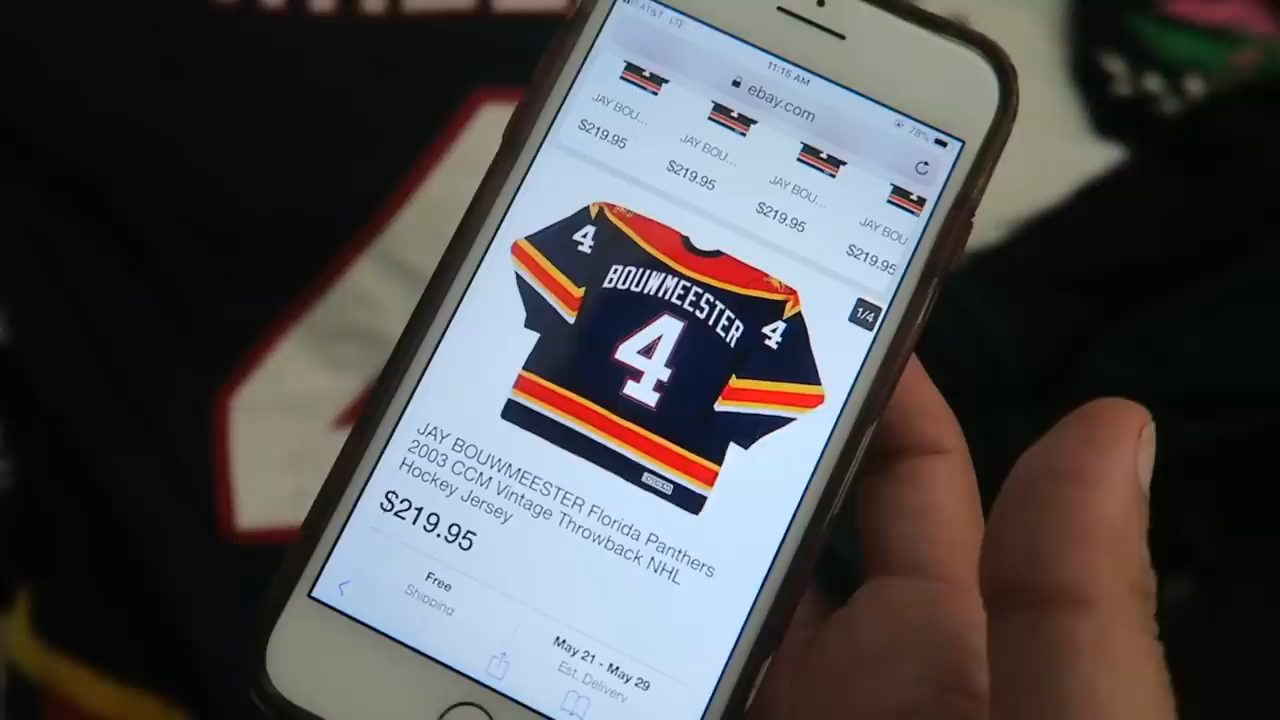 AT&T LTE
11:15 AM
78%
ebay.com
JAY BOU...
$219.95
JAY BOU...
$219.95
JAY BOU...
$219.95
JAY BOU
$219.95
1/4
4
BOUWMEESTER
4
4
JAY BOUWMEESTER Florida Panthers
2003 CCM Vintage Throwback NHL
Hockey Jersey
$219.95
Free
Shipping
May 21 - May 29
Est. Delivery
4